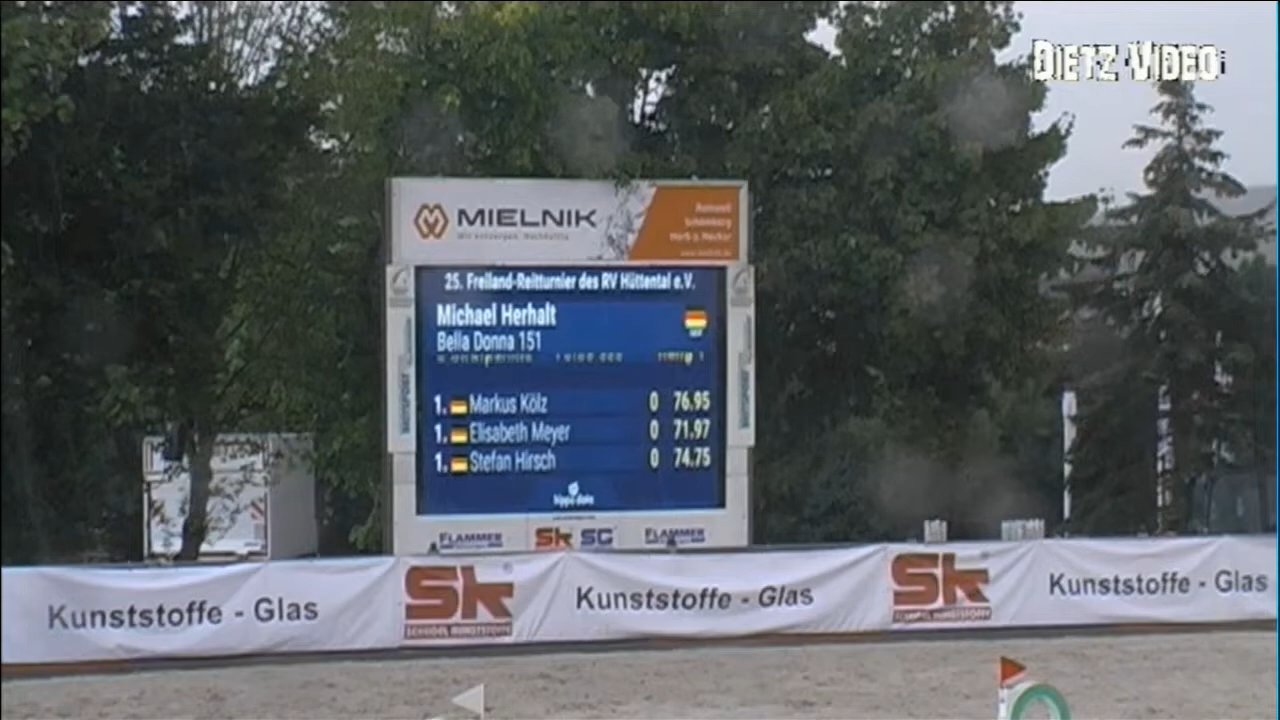 DIETZ VIDEO
MIELNIK
25. Freiland-Reitturnier des RV Hüttental e.V.
Michael Herhalt
Bella Donna 151
1. Markus Kölz 0 76.95
1. Elisabeth Meyer 0 71.97
1. Stefan Hirsch 0 74.75
FLAMMER SK SC FLAMMER
Kunststoffe - Glas SK Kunststoffe - Glas SK Kunststoffe - Glas